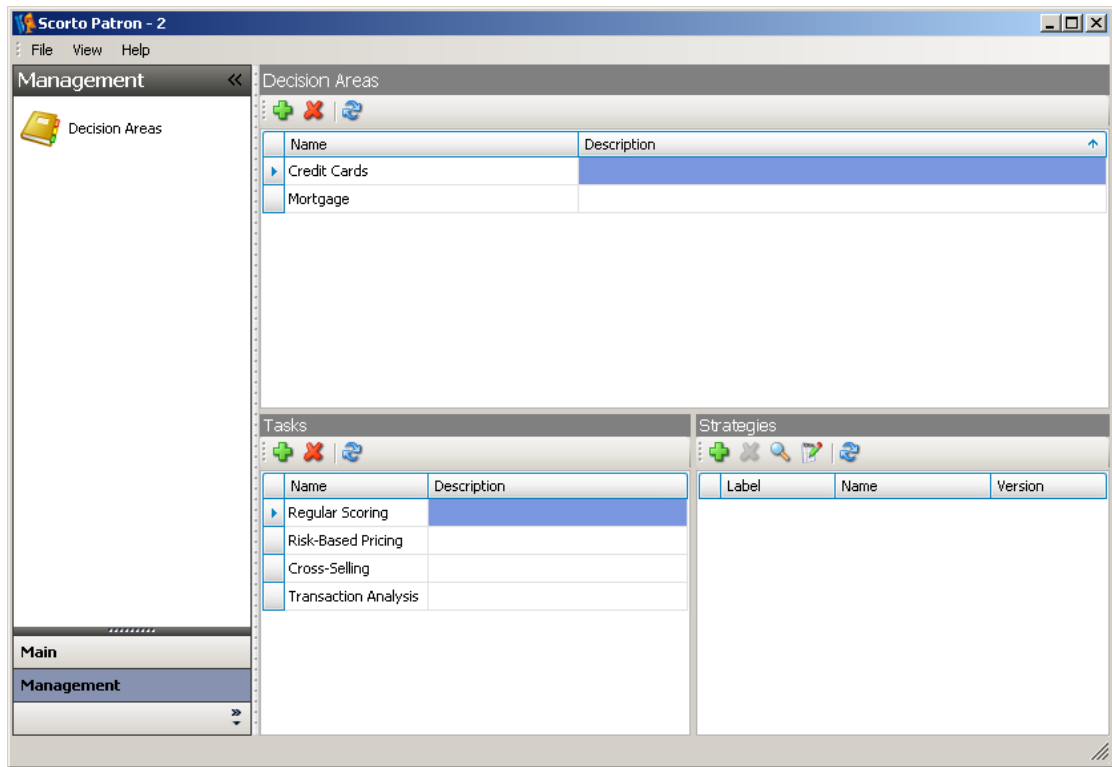 Scorto Patron - 2
File View Help
Management
Decision Areas
Main
Management
Decision Areas
Name Description
Credit Cards
Mortgage
Tasks
Name Description
Regular Scoring
Risk-Based Pricing
Cross-Selling
Transaction Analysis
Strategies
Label Name Version